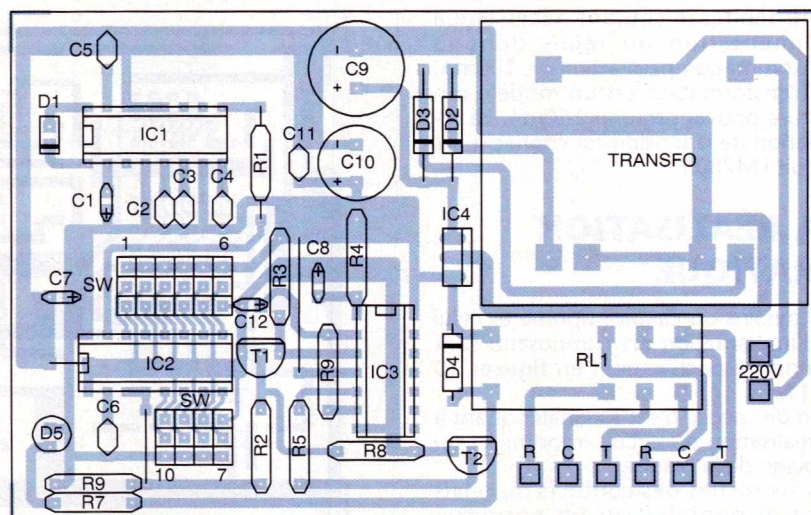 C5
-
C9
+
D1
IC1
R1
C11
C10
+
D3
D2
TRANSFO
C1
C2
C3
C4
IC4
1
6
SW
C7
C12
R3
C8
R4
IC2
T1
R9
IC3
D4
RL1
220V
SW
C6
D5
R2
R5
R8
T2
R C T R C T
10
7
R9
R7